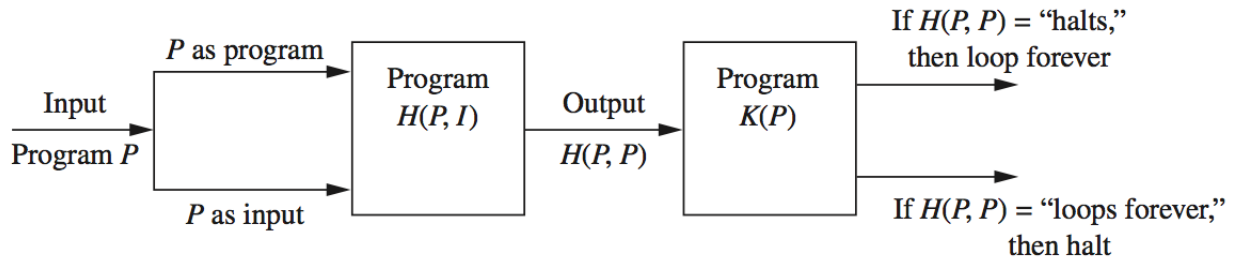 Input
Program P
P as program
P as input
Program
H(P, I)
Output
H(P, P)
Program
K(P)
If H(P, P) = “halts,”
then loop forever
If H(P, P) = “loops forever,”
then halt